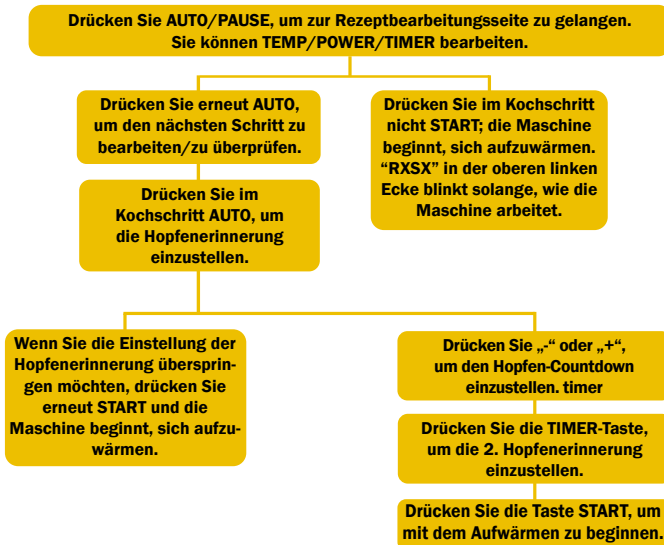 Drücken Sie AUTO/PAUSE, um zur Rezeptbearbeitungsseite zu gelangen.
Sie können TEMP/POWER/TIMER bearbeiten.
Drücken Sie erneut AUTO,
um den nächsten Schritt zu
bearbeiten/zu überprüfen.
Drücken Sie im Kochschritt
nicht START; die Maschine
beginnt, sich aufzuwärmen.
“RXSX” in der oberen linken
Ecke blinkt solange, wie die
Maschine arbeitet.
Drücken Sie im
Kochschritt AUTO, um
die Hopfenerinnerung
einzustellen.
Wenn Sie die Einstellung der
Hopfenerinnerung übersprin-
gen möchten, drücken Sie
erneut START und die
Maschine beginnt, sich aufzu-
wärmen.
Drücken Sie „-“ oder „+“,
um den Hopfen-Countdown
einzustellen. timer
Drücken Sie die TIMER-Taste,
um die 2. Hopfenerinnerung
einzustellen.
Drücken Sie die Taste START, um
mit dem Aufwärmen zu beginnen.